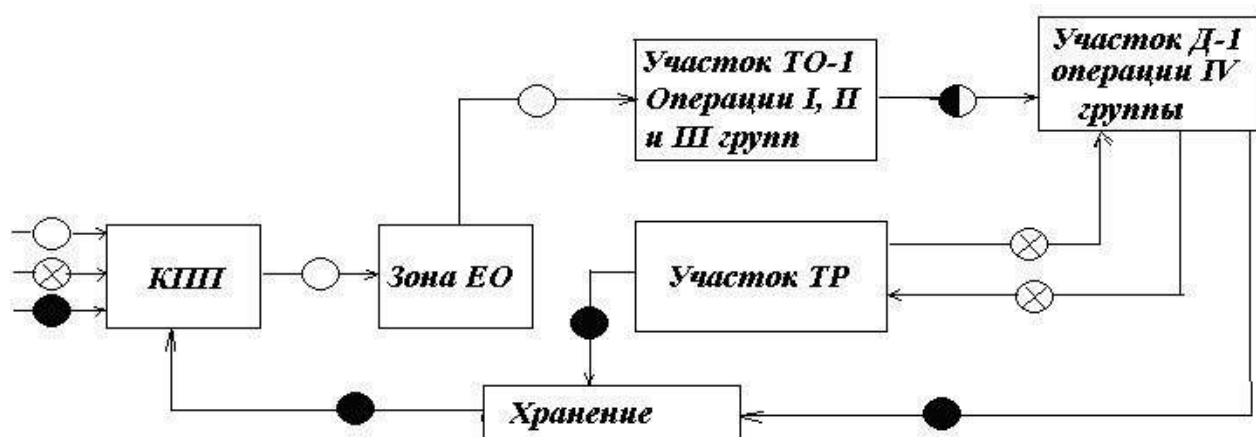 Участок ТО-1
Операции I, II
и III групп
Участок Д-1
операции IV
группы
КПП
Зона ЕО
Участок ТР
Хранение